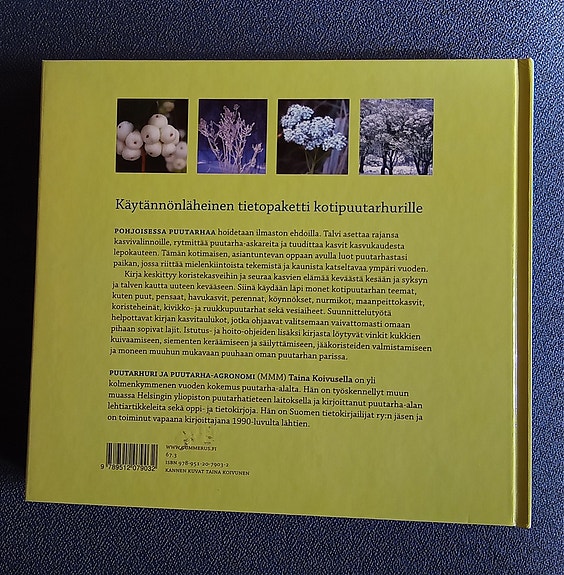 Käytännönläheinen tietopaketti kotipuutarhurille
POHJOISESSA PUUTARHAA hoidetaan ilmaston ehdoilla. Talvi asettaa rajansa
kasvivalinnoille, rytmittää puutarha-askareita ja tuudittaa kasvit kasvukaudesta
lepokauteen. Tämän kotimaisen, asiantuntevan oppaan avulla luot puutarhastasi
paikan, jossa riittää mielenkiintoista tekemistä ja kaunista katseltavaa ympäri vuoden.
Kirja keskittyy koristekasveihin ja seuraa kasvien elämää keväästä kesään ja syksyn
ja talven kautta uuteen kevääseen. Siinä käydään läpi monet kotipuutarhan teemat,
kuten puut, pensaat, havukasvit, perennat, köynnökset, nurmikot, maanpeittokasvit,
koristeheinät, kivikko- ja ruukkupuutarhat sekä vesiaiheet. Suunnittelutyötä
helpottavat kirjan kasvitaulukot, jotka ohjaavat valitsemaan vaivattomasti omaan
pihaan sopivat lajit. Istutus- ja hoito-ohjeiden lisäksi kirjasta löytyvät vinkit kukkien
kuivaamiseen, siementen keräämiseen ja säilyttämiseen, jääkoristeiden valmistamiseen
ja moneen muuhun mukavaan puuhaan oman puutarhan parissa.
PUUTARHURI JA PUUTARHA-AGRONOMI (MMM) Taina Koivusella on yli
kolmenkymmenen vuoden kokemus puutarha-alalta. Hän on työskennellyt muun
muassa Helsingin yliopiston puutarhatieteen laitoksella ja kirjoittanut puutarha-alan
lehtiartikkeleita sekä oppi- ja tietokirjoja. Hän on Suomen tietokirjailijat ry:n jäsen ja
on toiminut vapaana kirjoittajana 1990-luvulta lähtien.
WWW.GUMMERUS.FI
67.3
ISBN 978-951-20-7903-2
KANNEN KUVAT TAINA KOIVUNEN
9 789512 079032